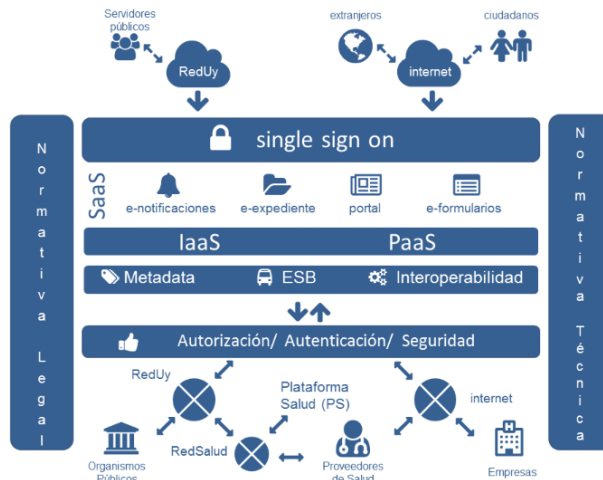 Servidores
públicos
RedUy
extranjeros
internet
ciudadanos
Normativa Legal
single sign on
Normativa Técnica
SaaS
e-notificaciones
e-expediente
portal
e-formularios
IaaS
PaaS
Metadata
ESB
Interoperabilidad
Autorización/ Autenticación/ Seguridad
RedUy
Plataforma
Salud (PS)
internet
RedSalud
Organismos
Públicos
Proveedores
de Salud
Empresas